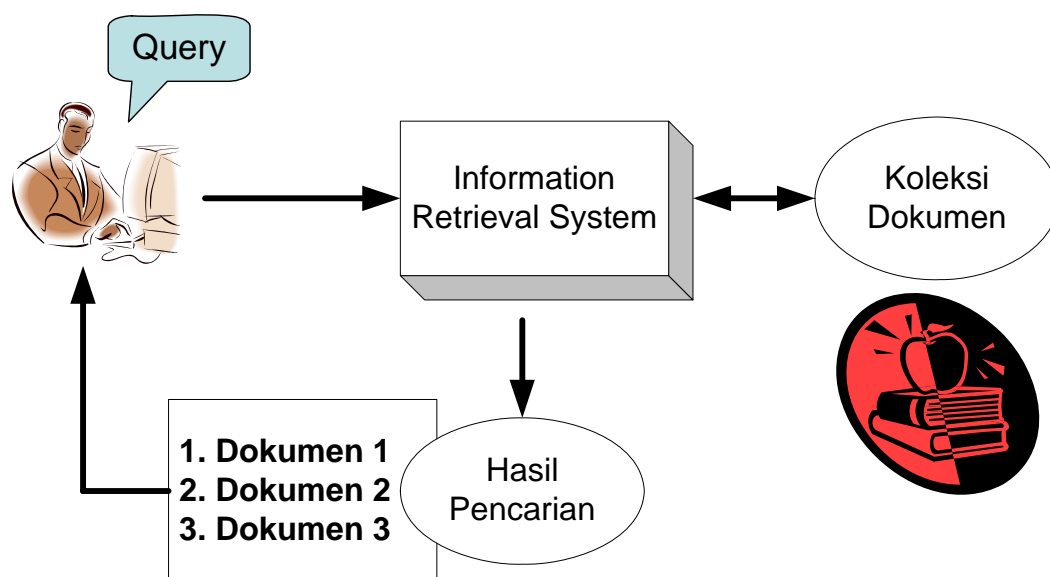 Query
Information
Retrieval System
Koleksi
Dokumen
1. Dokumen 1
2. Dokumen 2
3. Dokumen 3
Hasil
Pencarian